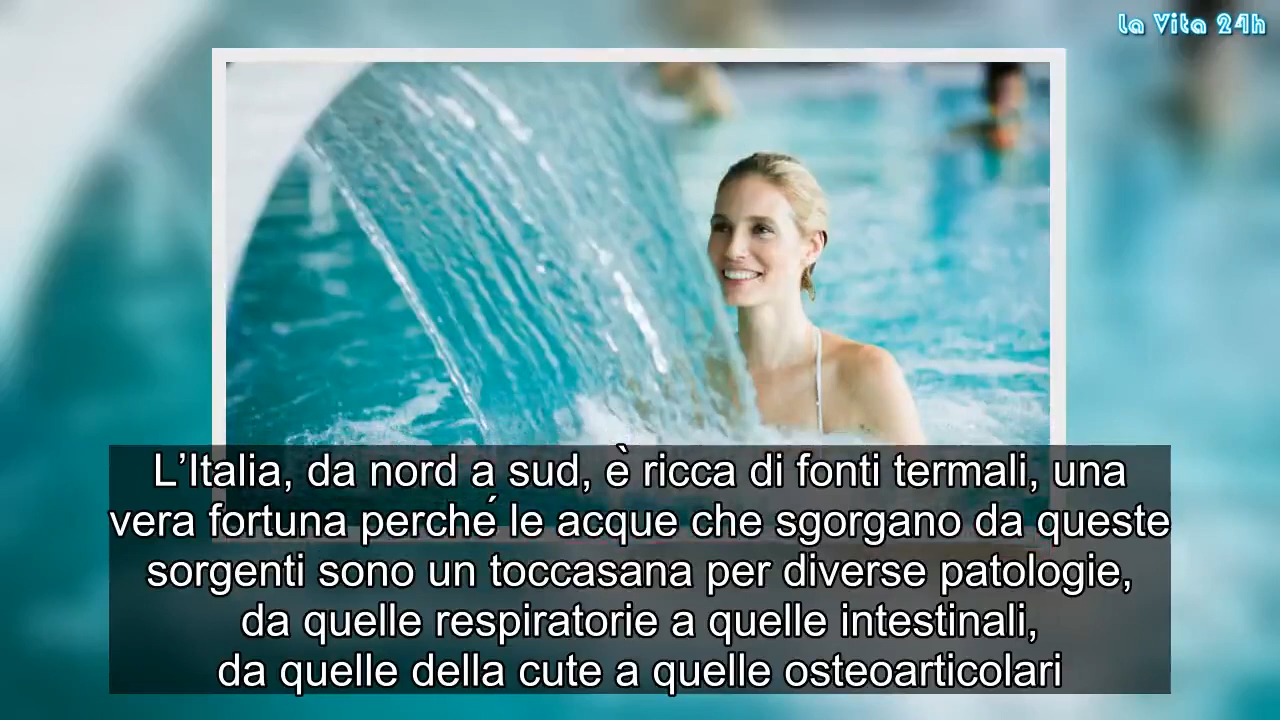 La Vita 24h
L’Italia, da nord a sud, è ricca di fonti termali, una
vera fortuna perché le acque che sgorgano da queste
sorgenti sono un toccasana per diverse patologie,
da quelle respiratorie a quelle intestinali,
da quelle della cute a quelle osteoarticolari